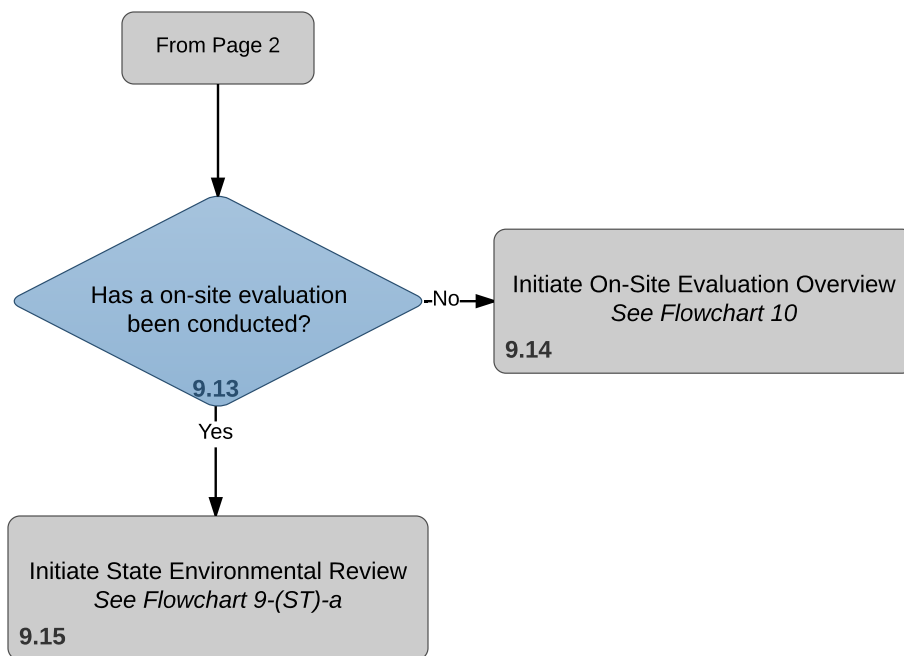 From Page 2
Has a on-site evaluation
been conducted?
9.13
No
Initiate On-Site Evaluation Overview
See Flowchart 10
9.14
Yes
Initiate State Environmental Review
See Flowchart 9-(ST)-a
9.15